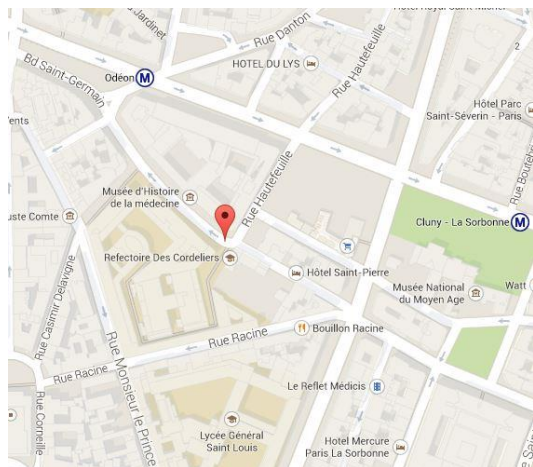 Rue Danton
HOTEL DU LYS
Rue Hautefeuille
2
Bd Saint-Germain
Odéon M
Hôtel Parc
Saint-Séverin - Paris
Musée d'Histoire
de la médecine
Rue Hautefeuille
Cluny - La Sorbonne M
Refectoire Des Cordeliers
Hôtel Saint-Pierre
Musée National
du Moyen Age
Watt
Rue Casimir Delavigne
Rue Monsieur le Prince
Bouillon Racine
Rue Racine
Rue Racine
Le Reflet Médicis
Rue Corneille
Lycée Général
Saint Louis
Hotel Mercure
Paris La Sorbonne